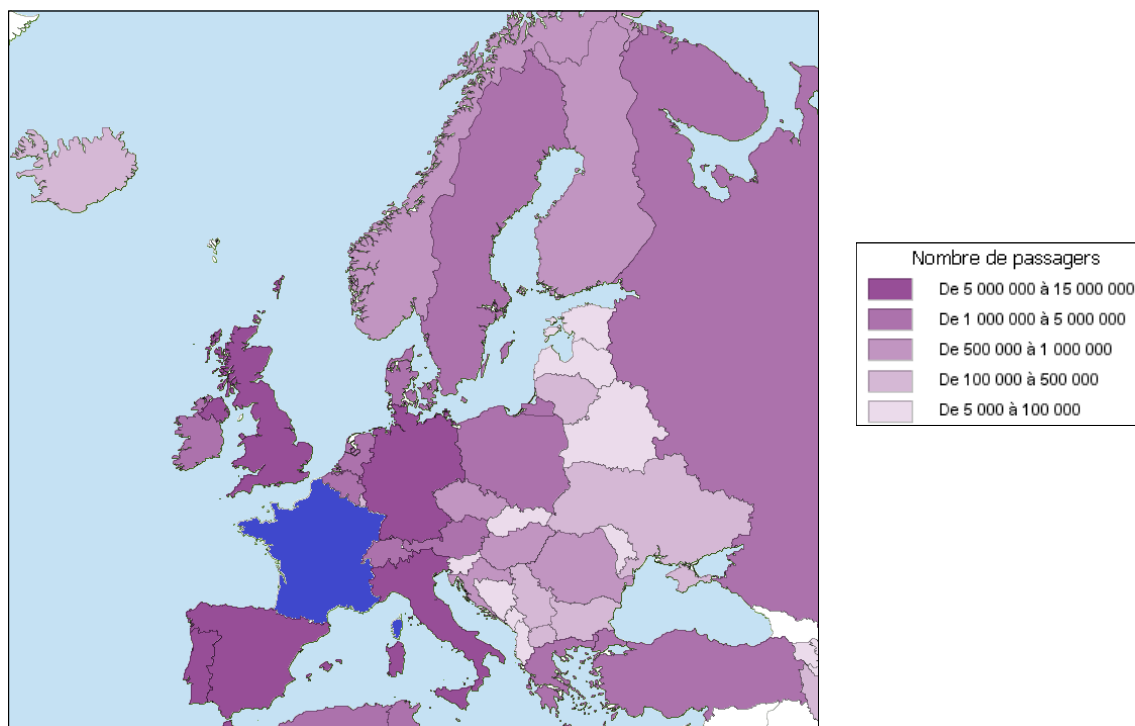 Nombre de passagers
De 5 000 000 à 15 000 000
De 1 000 000 à 5 000 000
De 500 000 à 1 000 000
De 100 000 à 500 000
De 5 000 à 100 000